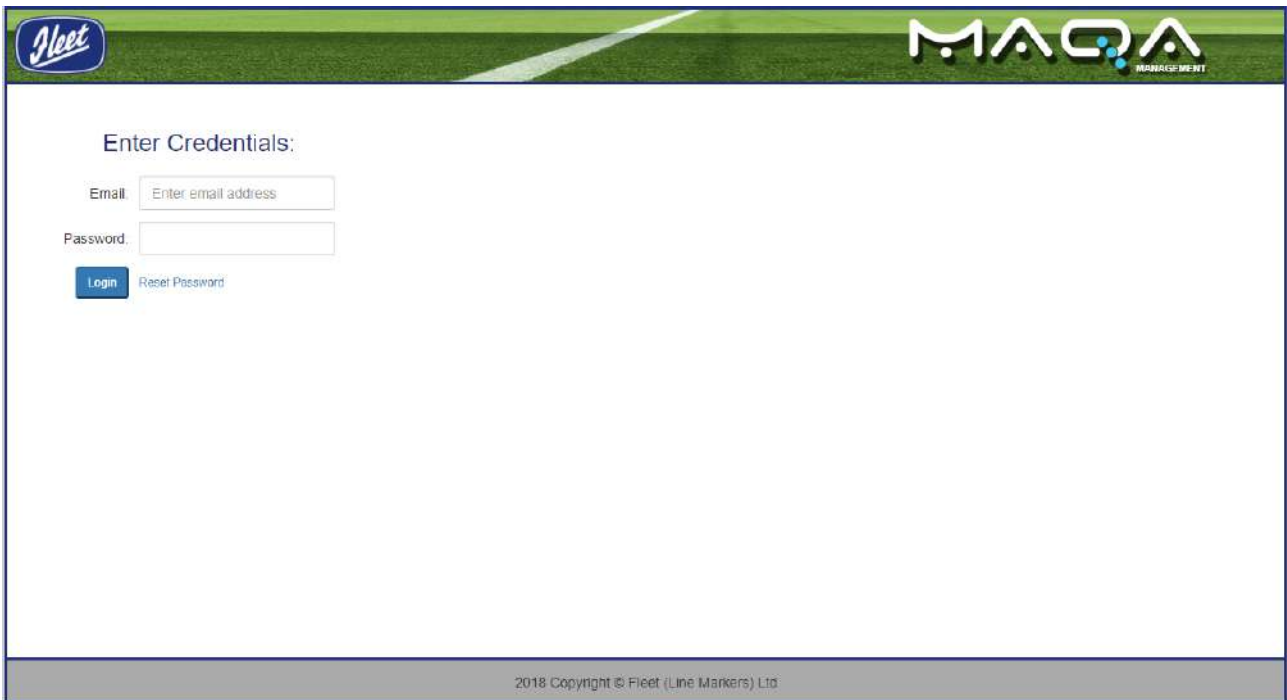 Fleet
MAQA
MANAGEMENT
Enter Credentials:
Email:
Enter email address
Password:
Login
Reset Password
2018 Copyright © Fleet (Line Markers) Ltd